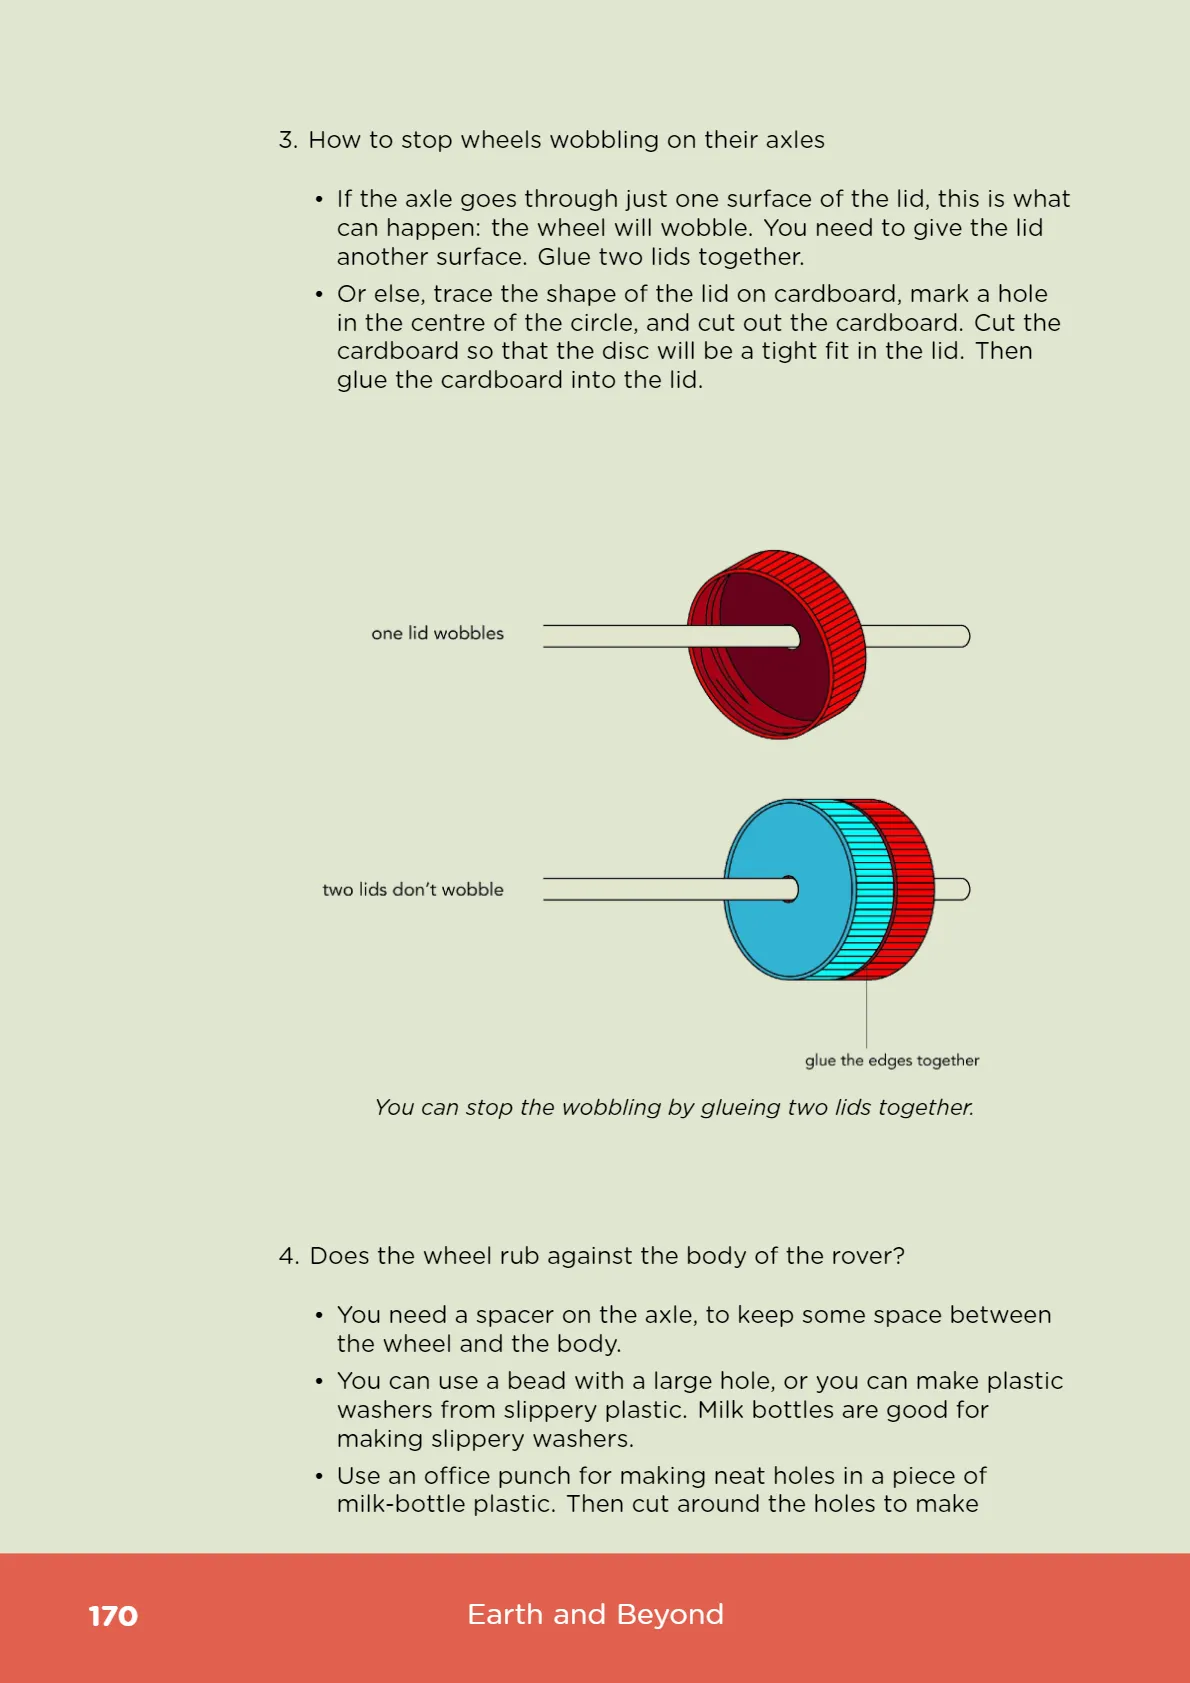 3. How to stop wheels wobbling on their axles
• If the axle goes through just one surface of the lid, this is what
can happen: the wheel will wobble. You need to give the lid
another surface. Glue two lids together.
• Or else, trace the shape of the lid on cardboard, mark a hole
in the centre of the circle, and cut out the cardboard. Cut the
cardboard so that the disc will be a tight fit in the lid. Then
glue the cardboard into the lid.
one lid wobbles
two lids don't wobble
glue the edges together
You can stop the wobbling by glueing two lids together.
4. Does the wheel rub against the body of the rover?
• You need a spacer on the axle, to keep some space between
the wheel and the body.
• You can use a bead with a large hole, or you can make plastic
washers from slippery plastic. Milk bottles are good for
making slippery washers.
• Use an office punch for making neat holes in a piece of
milk-bottle plastic. Then cut around the holes to make
170
Earth and Beyond